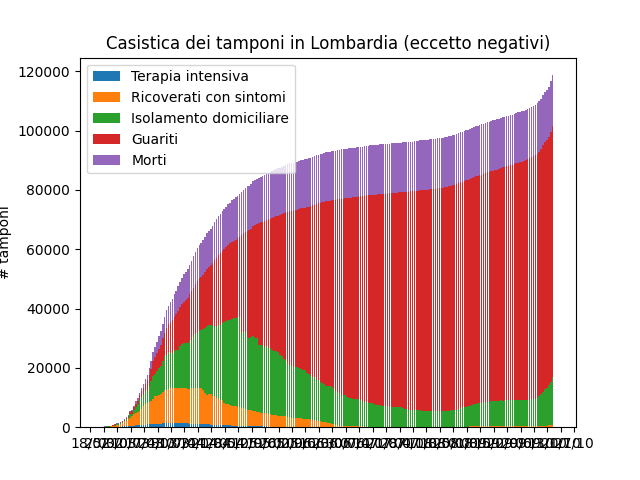 Casistica dei tamponi in Lombardia (eccetto negativi)
120000
100000
80000
60000
40000
20000
0
# tamponi
Terapia intensiva
Ricoverati con sintomi
Isolamento domiciliare
Guariti
Morti